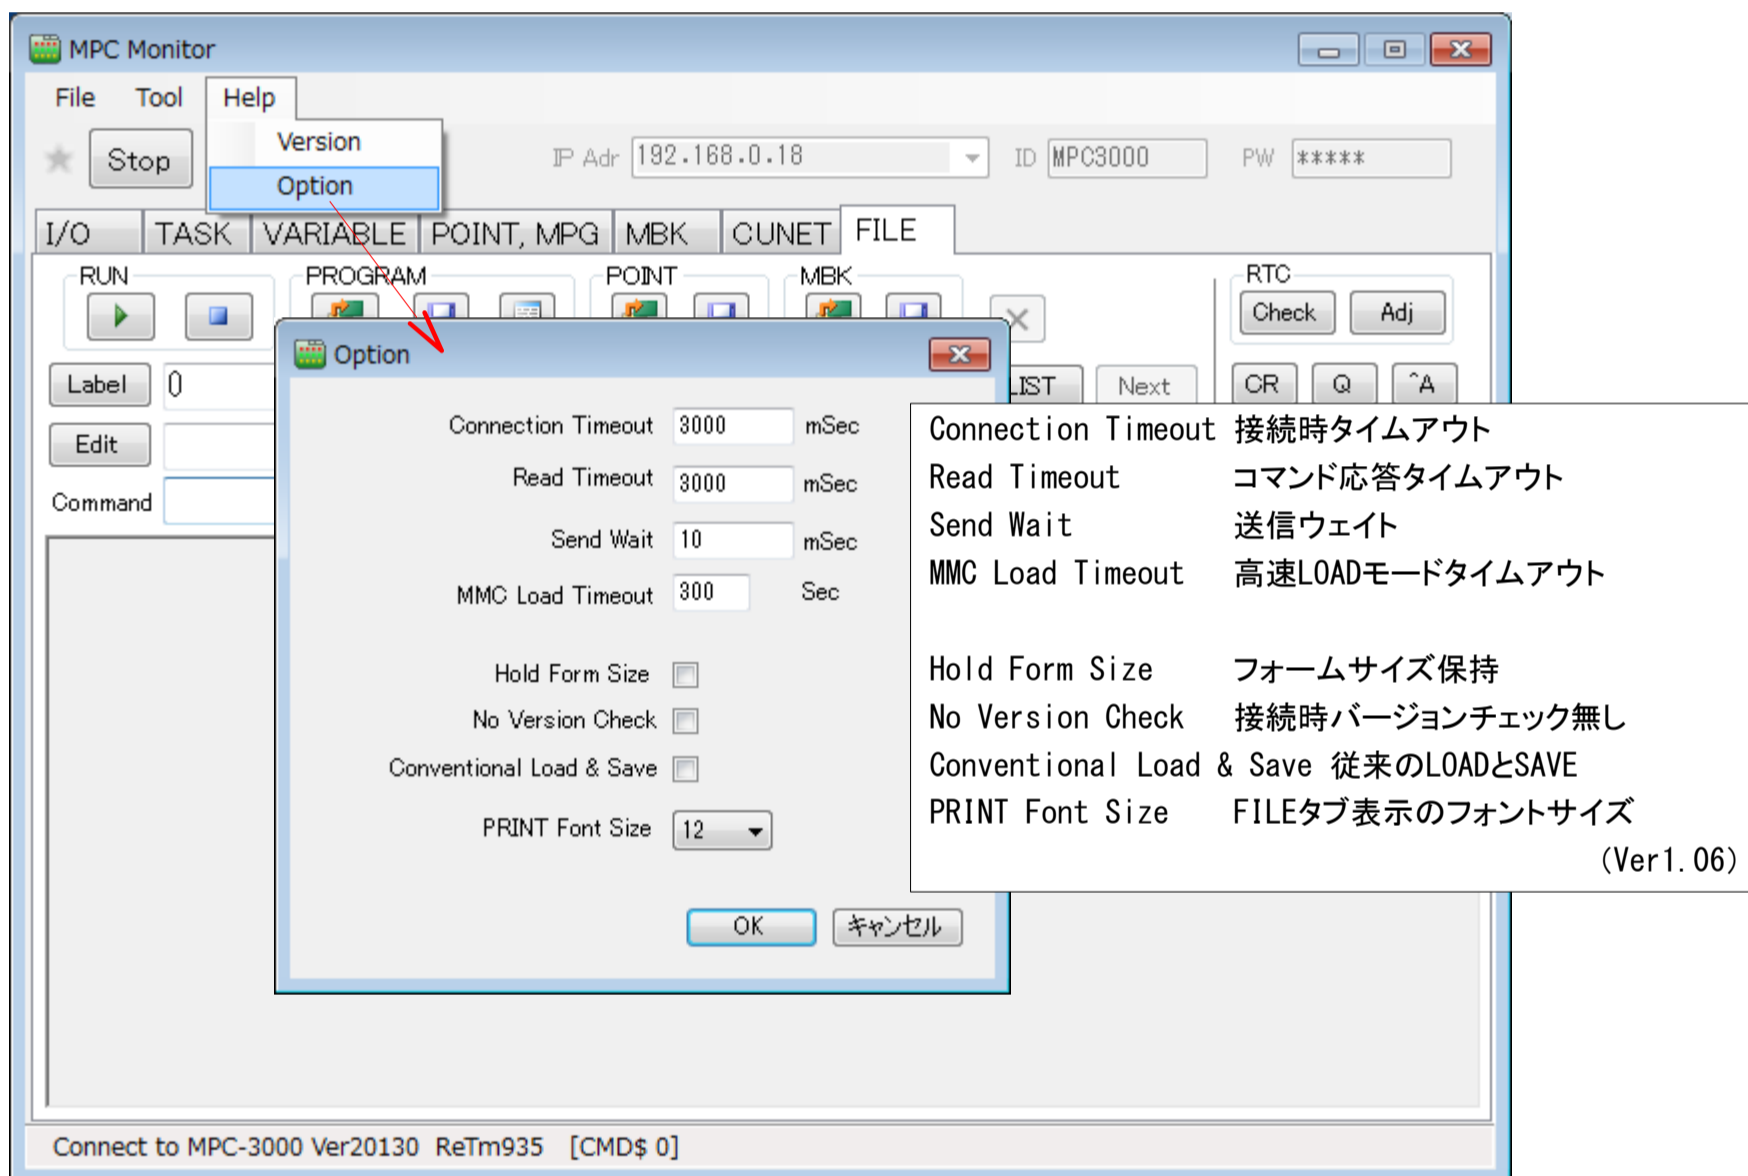 MPC Monitor
File Tool Help
Version
Option
Stop
IP Adr 192.168.0.18 ID MPC3000 PW *****
I/O TASK VARIABLE POINT, MPG MBK CUNET FILE
RUN PROGRAM POINT MBK RTC
Check Adj
Label 0
LIST Next CR Q ^A
Edit
Command
Option
Connection Timeout 3000 mSec
Read Timeout 3000 mSec
Send Wait 10 mSec
MMC Load Timeout 300 Sec
Hold Form Size
No Version Check
Conventional Load & Save
PRINT Font Size 12
OK キャンセル
Connection Timeout 接続時タイムアウト
Read Timeout コマンド応答タイムアウト
Send Wait 送信ウェイト
MMC Load Timeout 高速LOADモードタイムアウト
Hold Form Size フォームサイズ保持
No Version Check 接続時バージョンチェック無し
Conventional Load & Save 従来のLOADとSAVE
PRINT Font Size FILEタブ表示のフォントサイズ
(Ver1.06)
Connect to MPC-3000 Ver20130 ReTm935 [CMD$ 0]